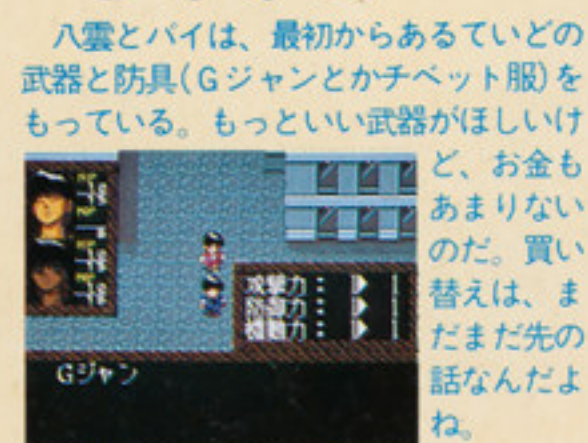 八雲とパイは、最初からあるていどの
武器と防具(Gジャンとかチベット服)を
もっている。もっといい武器がほしいけ
ど、お金も
あまりない
のだ。買い
替えは、ま
だまだ先の
話なんだよ
ね。
攻撃力: 1
防御力: 1
機動力: 1
Gジャン